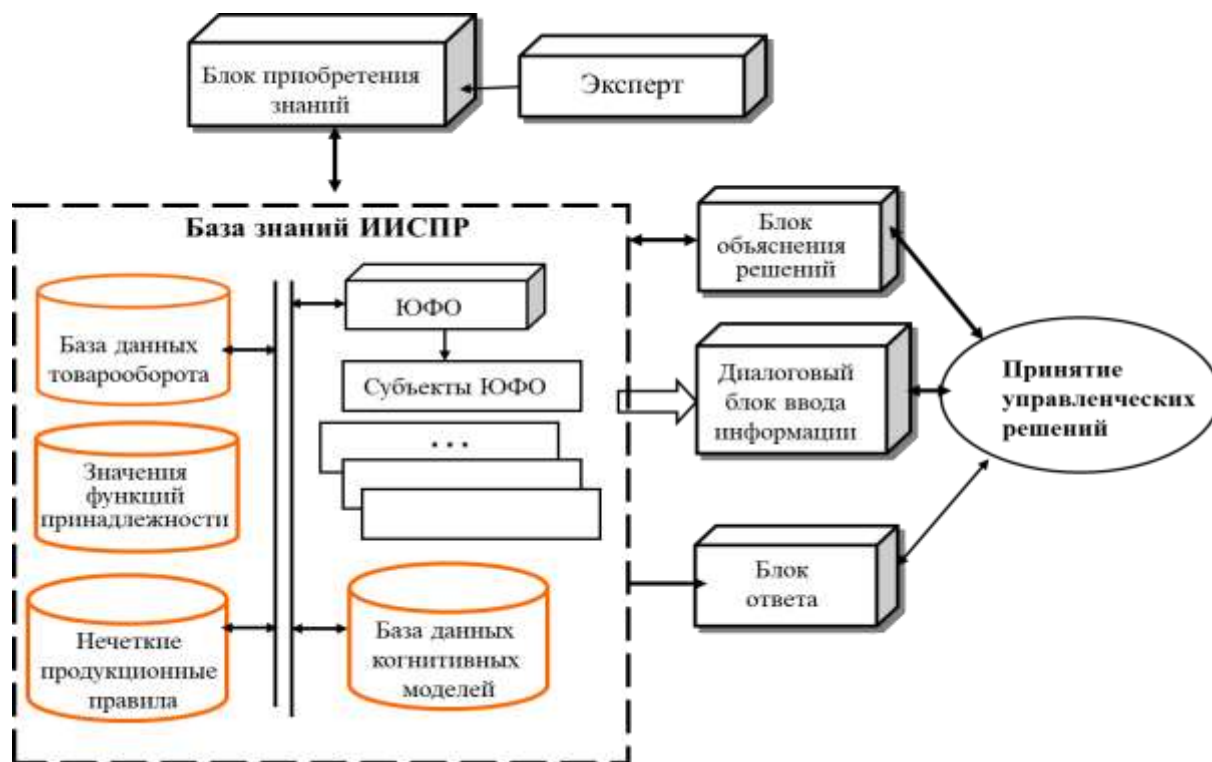 Блок приобретения
знаний
Эксперт
База знаний ИИСПР
База данных
товарооборота
Значения
функций
принадлежности
Нечеткие
продукционные
правила
ЮФО
Субъекты ЮФО
...
База данных
когнитивных
моделей
Блок
объяснения
решений
Диалоговый
блок ввода
информации
Блок
ответа
Принятие
управленческих
решений